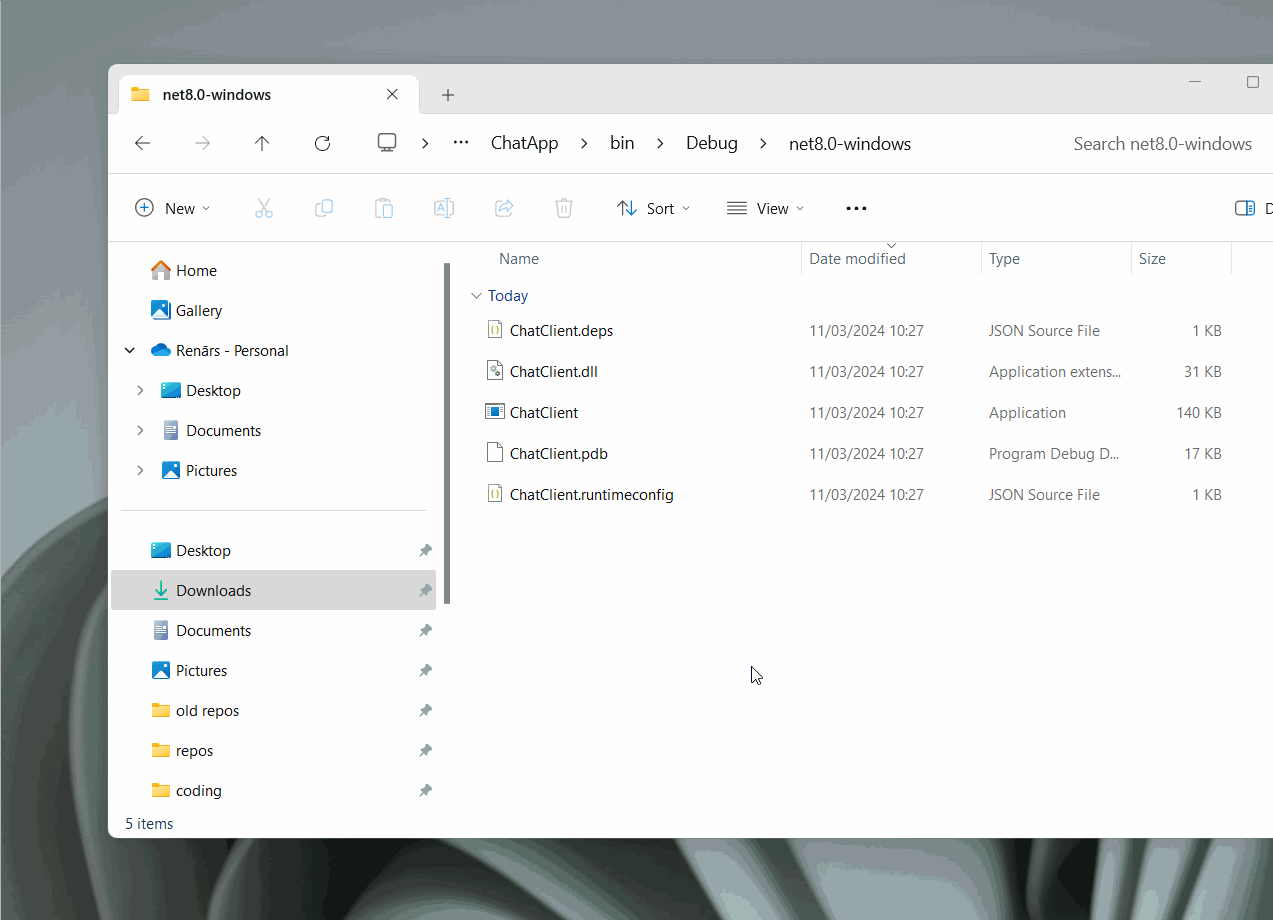 net8.0-windows
ChatApp bin Debug net8.0-windows Search net8.0-windows
New Sort View D
Name Date modified Type Size
Today
ChatClient.deps 11/03/2024 10:27 JSON Source File 1 KB
ChatClient.dll 11/03/2024 10:27 Application extens... 31 KB
ChatClient 11/03/2024 10:27 Application 140 KB
ChatClient.pdb 11/03/2024 10:27 Program Debug D... 17 KB
ChatClient.runtimeconfig 11/03/2024 10:27 JSON Source File 1 KB
Home
Gallery
Renārs - Personal
Desktop
Documents
Pictures
Desktop
Downloads
Documents
Pictures
old repos
repos
coding
5 items